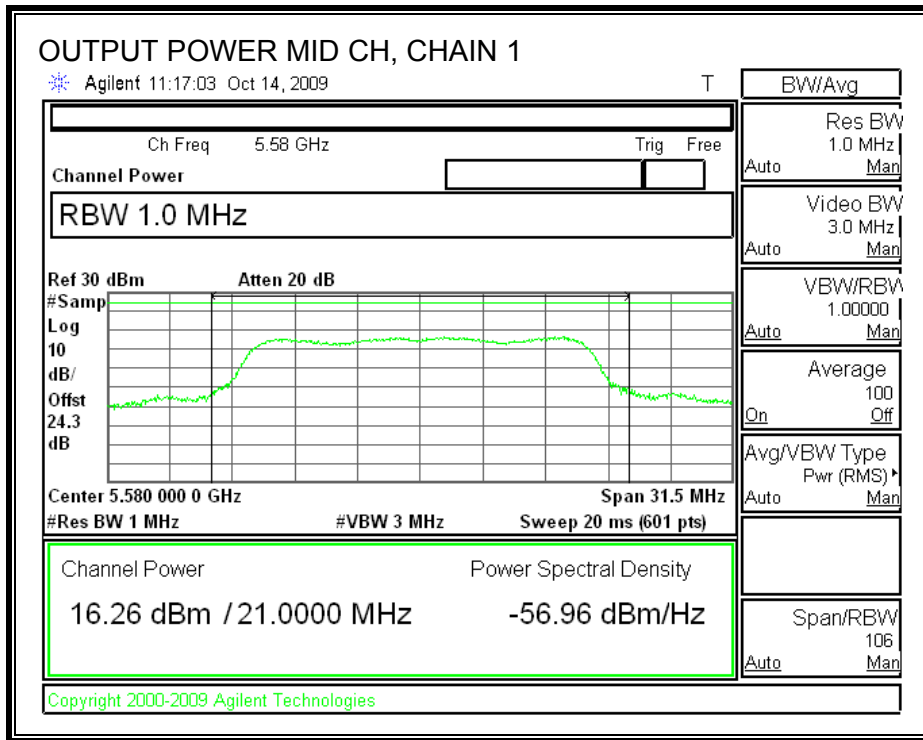 OUTPUT POWER MID CH, CHAIN 1
Agilent 11:17:03 Oct 14, 2009 T
Ch Freq 5.58 GHz Trig Free
Channel Power
RBW 1.0 MHz
Ref 30 dBm Atten 20 dB
#Samp
Log
10
dB/
Offst
24.3
dB
Center 5.580 000 0 GHz Span 31.5 MHz
#Res BW 1 MHz #VBW 3 MHz Sweep 20 ms (601 pts)
Channel Power Power Spectral Density
16.26 dBm / 21.0000 MHz -56.96 dBm/Hz
Copyright 2000-2009 Agilent Technologies
BW/Avg
Res BW
1.0 MHz
Auto Man
Video BW
3.0 MHz
Auto Man
VBW/RBW
1.00000
Auto Man
Average
100
On Off
Avg/VBW Type
Pwr (RMS)
Auto Man
Span/RBW
106
Auto Man